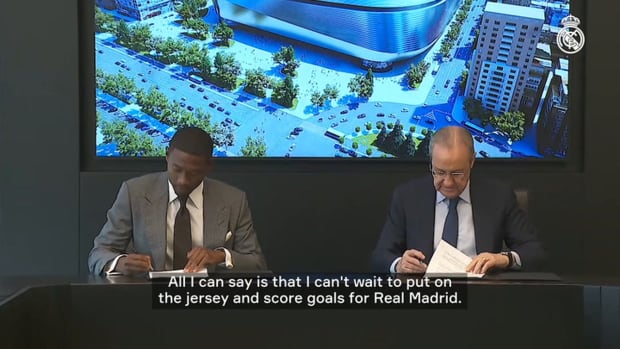 All I can say is that I can't wait to put on
the jersey and score goals for Real Madrid.